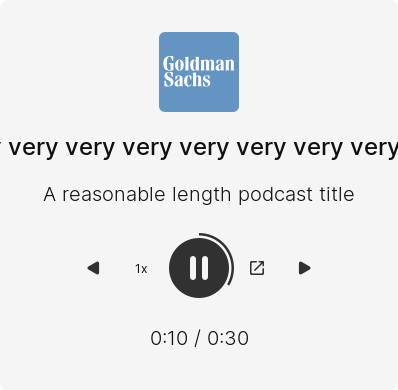 Goldman
Sachs
very very very very very very very
A reasonable length podcast title
1x
0:10 / 0:30